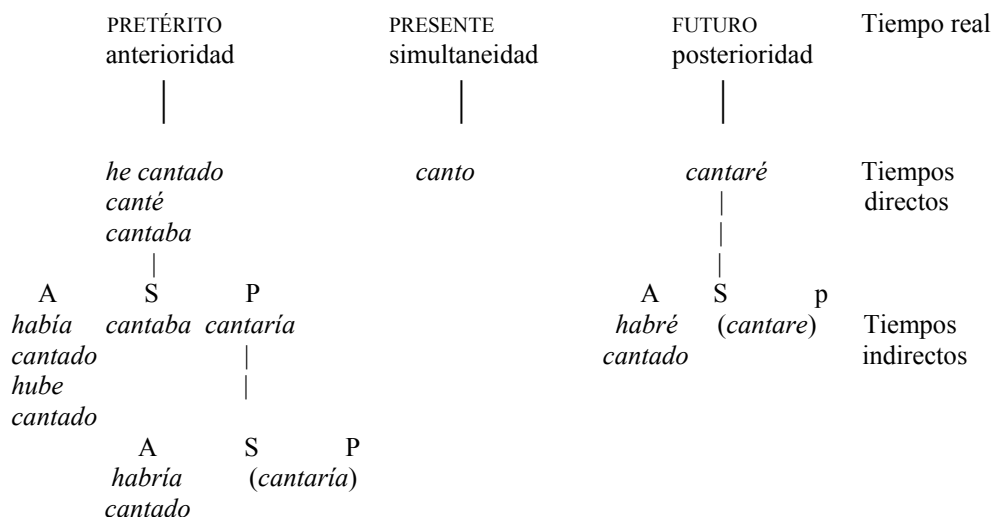 PRETÉRITO PRESENTE FUTURO Tiempo real
anterioridad simultaneidad posterioridad
he cantado canto cantaré Tiempos
canté directos
cantaba
A S P A S p
había cantaba cantaría habré (cantare) Tiempos
cantado cantado indirectos
hube
cantado
A S P
habría (cantaría)
cantado